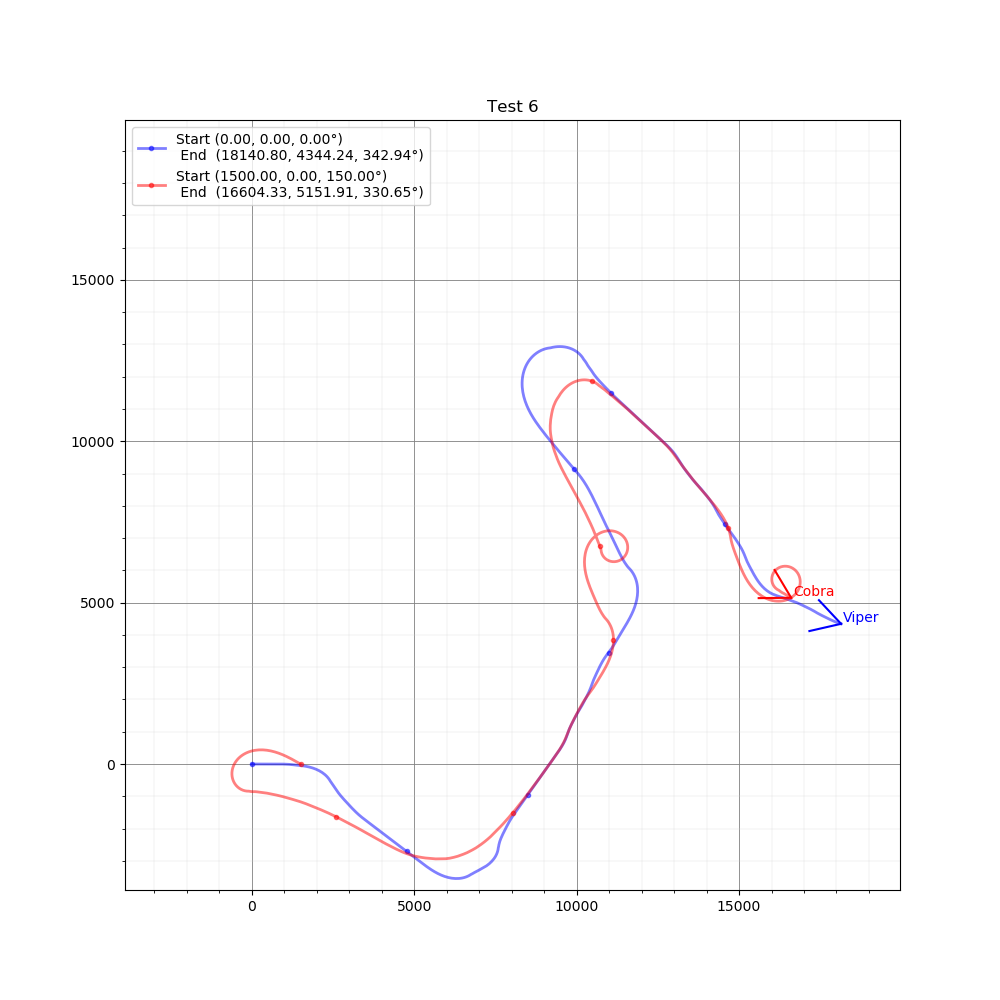 Test 6
Start (0.00, 0.00, 0.00°)
End  (18140.80, 4344.24, 342.94°)
Start (1500.00, 0.00, 150.00°)
End  (16604.33, 5151.91, 330.65°)
15000
10000
5000
0
Cobra
Viper
0
5000
10000
15000